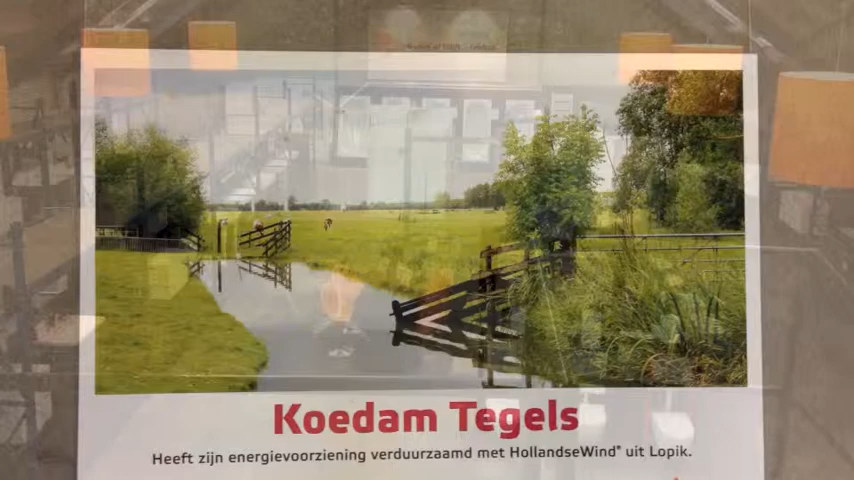 Koedam Tegels
Heeft zijn energievoorziening verduurzaamd met HollandseWind® uit Lopik.